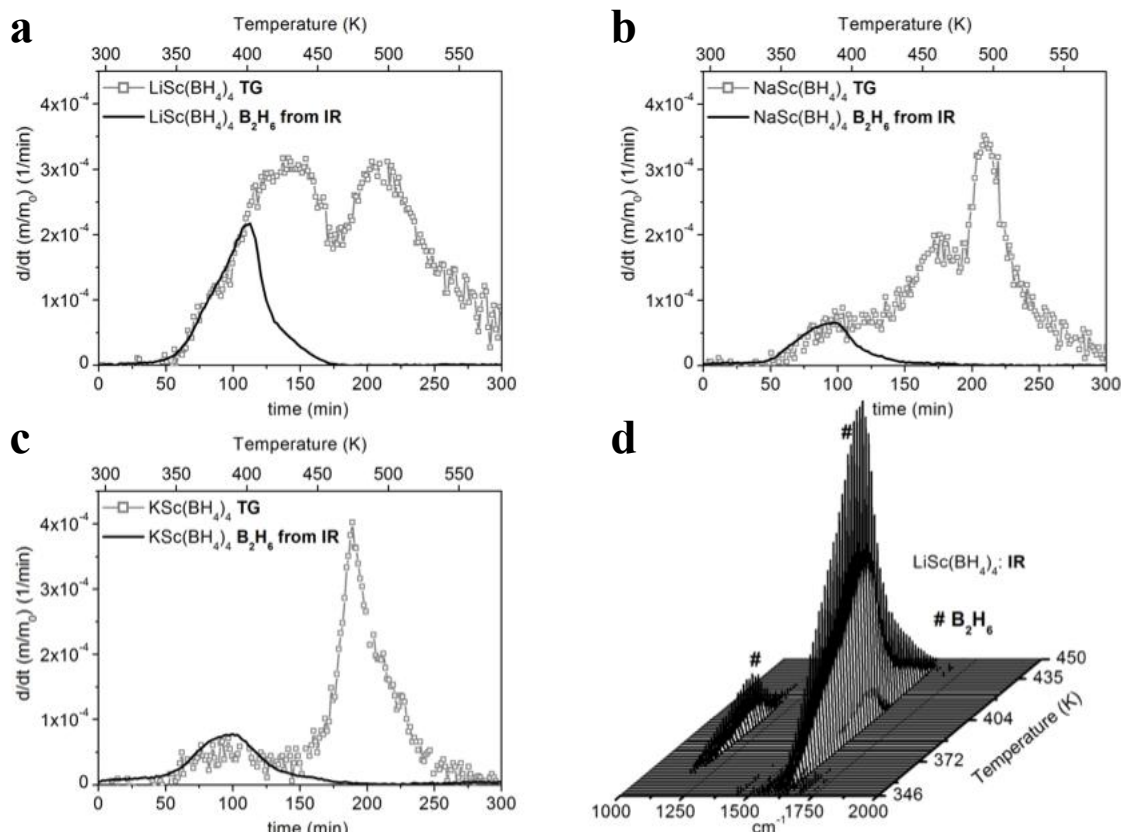 a
Temperature (K)
300 350 400 450 500 550
LiSc(BH₄)₄ TG
LiSc(BH₄)₄ B₂H₆ from IR
d/dt (m/m₀) (1/min)
4x10⁻⁴
3x10⁻⁴
2x10⁻⁴
1x10⁻⁴
0
0 50 100 150 200 250 300
time (min)
b
Temperature (K)
300 350 400 450 500 550
NaSc(BH₄)₄ TG
NaSc(BH₄)₄ B₂H₆ from IR
d/dt (m/m₀) (1/min)
4x10⁻⁴
3x10⁻⁴
2x10⁻⁴
1x10⁻⁴
0
0 50 100 150 200 250 300
time (min)
c
Temperature (K)
300 350 400 450 500 550
KSc(BH₄)₄ TG
KSc(BH₄)₄ B₂H₆ from IR
d/dt (m/m₀) (1/min)
4x10⁻⁴
3x10⁻⁴
2x10⁻⁴
1x10⁻⁴
0
0 50 100 150 200 250 300
time (min)
d
#
LiSc(BH₄)₄: IR
# B₂H₆
#
450
435
404
372
346
Temperature (K)
1000 1250 1500 1750 2000
cm⁻¹